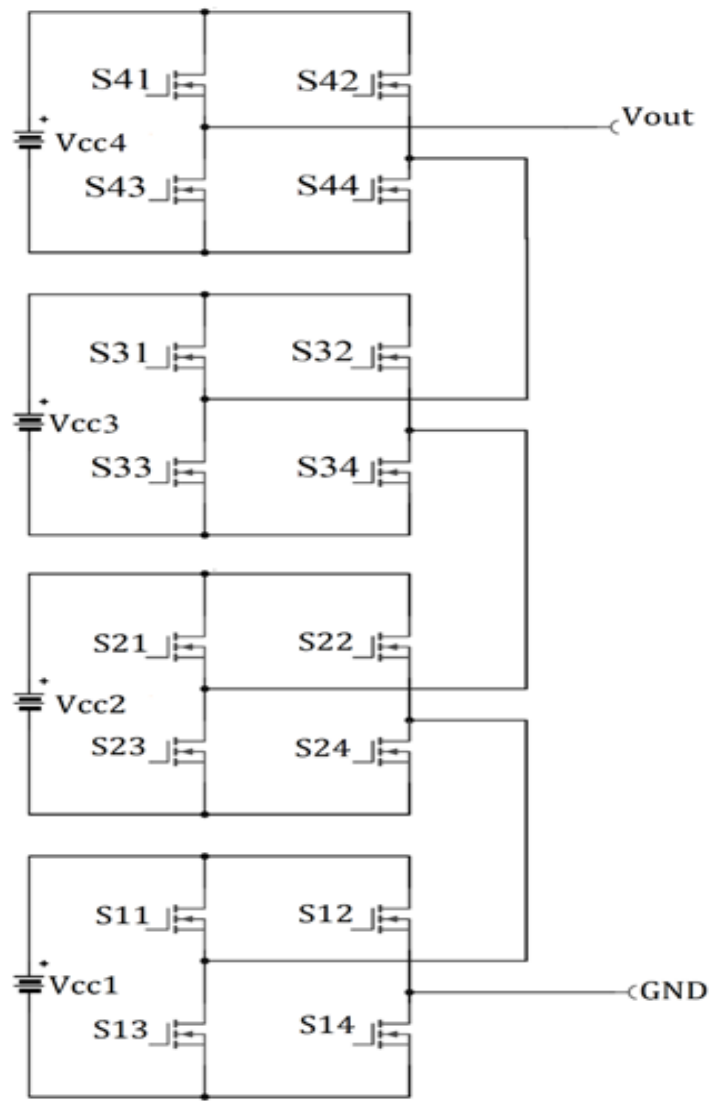 S41 S42
Vout
Vcc4
S43 S44
S31 S32
Vcc3
S33 S34
S21 S22
Vcc2
S23 S24
S11 S12
Vcc1
GND
S13 S14